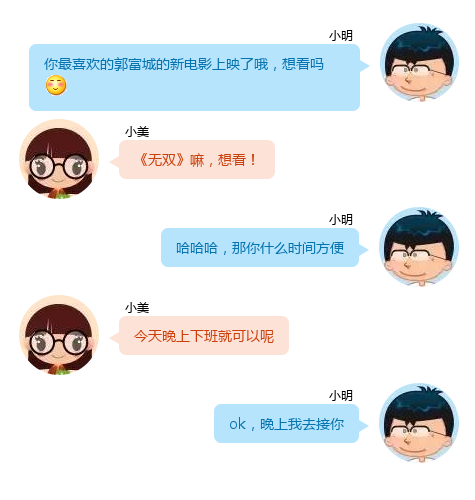 小明
你最喜欢的郭富城的新电影上映了哦，想看吗
小美
《无双》嘛，想看！
小明
哈哈哈，那你什么时间方便
小美
今天晚上下班就可以呢
小明
ok，晚上我去接你